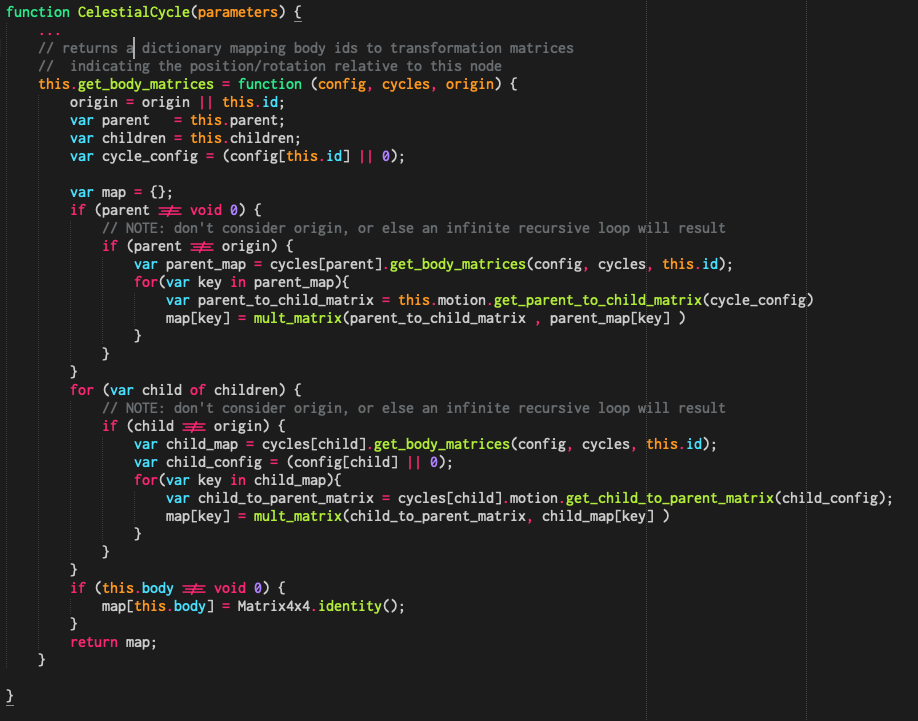 function CelestialCycle(parameters) {
    ...
    // returns a dictionary mapping body ids to transformation matrices
    //  indicating the position/rotation relative to this node
    this.get_body_matrices = function (config, cycles, origin) {
        origin = origin || this.id;
        var parent   = this.parent;
        var children = this.children;
        var cycle_config = (config[this.id] || 0);

        var map = {};
        if (parent !== void 0) {
            // NOTE: don't consider origin, or else an infinite recursive loop will result
            if (parent !== origin) {
                var parent_map = cycles[parent].get_body_matrices(config, cycles, this.id);
                for(var key in parent_map){
                    var parent_to_child_matrix = this.motion.get_parent_to_child_matrix(cycle_config)
                    map[key] = mult_matrix(parent_to_child_matrix , parent_map[key] )
                }
            }
        }
        for (var child of children) {
            // NOTE: don't consider origin, or else an infinite recursive loop will result
            if (child !== origin) {
                var child_map = cycles[child].get_body_matrices(config, cycles, this.id);
                var child_config = (config[child] || 0);
                for(var key in child_map){
                    var child_to_parent_matrix = cycles[child].motion.get_child_to_parent_matrix(child_config);
                    map[key] = mult_matrix(child_to_parent_matrix, child_map[key] )
                }
            }
        }
        if (this.body !== void 0) {
            map[this.body] = Matrix4x4.identity();
        }
        return map;
    }

}